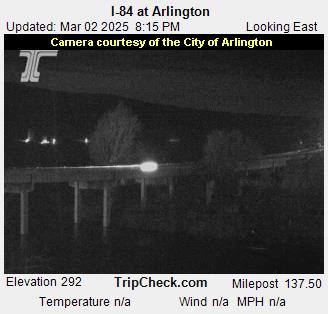 I-84 at Arlington
Updated: Mar 02 2025 8:15 PM Looking East
Camera courtesy of the City of Arlington
Elevation 292 TripCheck.com Milepost 137.50
Temperature n/a Wind n/a MPH n/a